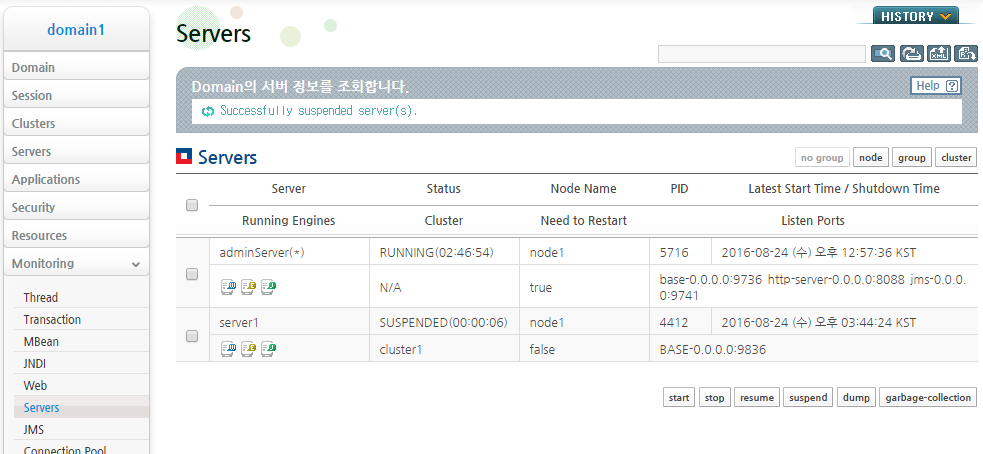 domain1
Domain
Session
Clusters
Servers
Applications
Security
Resources
Monitoring
Thread
Transaction
MBean
JNDI
Web
Servers
JMS
Connection Pool
Servers
HISTORY
Domain의 서버 정보를 조회합니다.
Help ?
Successfully suspended server(s).
Servers
no group node group cluster
Server Status Node Name PID Latest Start Time / Shutdown Time
Running Engines Cluster Need to Restart Listen Ports
adminServer(*) RUNNING(02:46:54) node1 5716 2016-08-24 (수) 오후 12:57:36 KST
N/A true base-0.0.0.0:9736 http-server-0.0.0.0:8088 jms-0.0.0.
0:9741
server1 SUSPENDED(00:00:06) node1 4412 2016-08-24 (수) 오후 03:44:24 KST
cluster1 false BASE-0.0.0.0:9836
start stop resume suspend dump garbage-collection